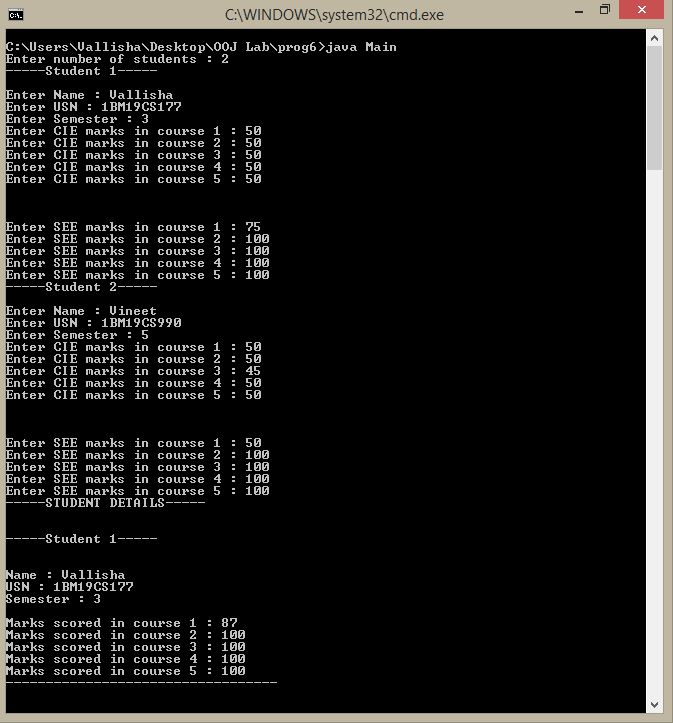 C:\WINDOWS\system32\cmd.exe
C:\Users\Vallisha\Desktop\OOJ Lab\prog6>java Main
Enter number of students : 2
-----Student 1-----
Enter Name : Vallisha
Enter USN : 1BM19CS177
Enter Semester : 3
Enter CIE marks in course 1 : 50
Enter CIE marks in course 2 : 50
Enter CIE marks in course 3 : 50
Enter CIE marks in course 4 : 50
Enter CIE marks in course 5 : 50
Enter SEE marks in course 1 : 75
Enter SEE marks in course 2 : 100
Enter SEE marks in course 3 : 100
Enter SEE marks in course 4 : 100
Enter SEE marks in course 5 : 100
-----Student 2-----
Enter Name : Vineet
Enter USN : 1BM19CS990
Enter Semester : 5
Enter CIE marks in course 1 : 50
Enter CIE marks in course 2 : 50
Enter CIE marks in course 3 : 45
Enter CIE marks in course 4 : 50
Enter CIE marks in course 5 : 50
Enter SEE marks in course 1 : 50
Enter SEE marks in course 2 : 100
Enter SEE marks in course 3 : 100
Enter SEE marks in course 4 : 100
Enter SEE marks in course 5 : 100
-----STUDENT DETAILS-----
-----Student 1-----
Name : Vallisha
USN : 1BM19CS177
Semester : 3
Marks scored in course 1 : 87
Marks scored in course 2 : 100
Marks scored in course 3 : 100
Marks scored in course 4 : 100
Marks scored in course 5 : 100
----------------------------------